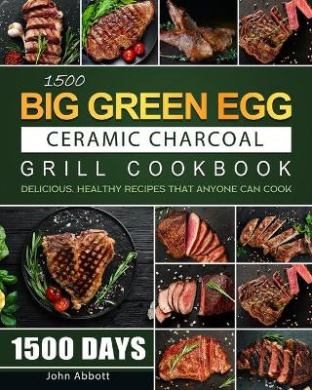 1500
BIG GREEN EGG
CERAMIC CHARCOAL
GRILL COOKBOOK
DELICIOUS, HEALTHY RECIPES THAT ANYONE CAN COOK
1500 DAYS
John Abbott